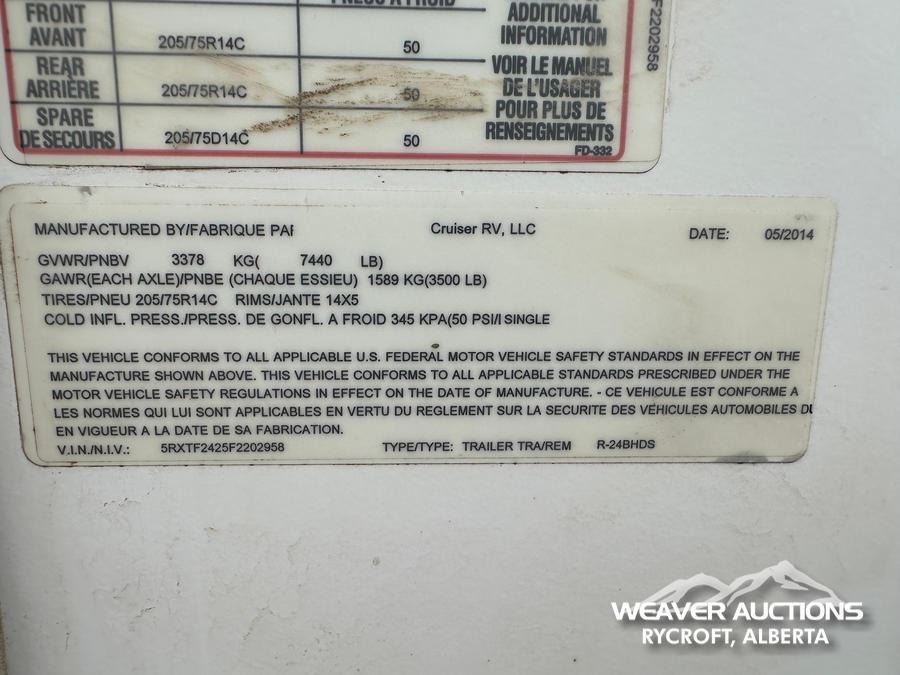 PNEUS À FROID
FRONT
AVANT
205/75R14C
50
REAR
ARRIÈRE
205/75R14C
50
SPARE
DE SECOURS
205/75D14C
50
ADDITIONAL
INFORMATION
VOIR LE MANUEL
DE L'USAGER
POUR PLUS DE
RENSEIGNEMENTS
FD-332
F2202958
MANUFACTURED BY/FABRIQUE PAR Cruiser RV, LLC DATE: 05/2014
GVWR/PNBV 3378 KG( 7440 LB)
GAWR(EACH AXLE)/PNBE (CHAQUE ESSIEU) 1589 KG(3500 LB)
TIRES/PNEU 205/75R14C RIMS/JANTE 14X5
COLD INFL. PRESS./PRESS. DE GONFL. A FROID 345 KPA(50 PSI/ SINGLE
THIS VEHICLE CONFORMS TO ALL APPLICABLE U.S. FEDERAL MOTOR VEHICLE SAFETY STANDARDS IN EFFECT ON THE
MANUFACTURE SHOWN ABOVE. THIS VEHICLE CONFORMS TO ALL APPLICABLE STANDARDS PRESCRIBED UNDER THE
MOTOR VEHICLE SAFETY REGULATIONS IN EFFECT ON THE DATE OF MANUFACTURE. - CE VEHICULE EST CONFORME A
LES NORMES QUI LUI SONT APPLICABLES EN VERTU DU REGLEMENT SUR LA SECURITE DES VEHICULES AUTOMOBILES DU
EN VIGUEUR A LA DATE DE SA FABRICATION.
V.I.N./N.I.V.: 5RXTF2425F2202958 TYPE/TYPE: TRAILER TRA/REM R-24BHDS
WEAVER AUCTIONS
RYCROFT, ALBERTA